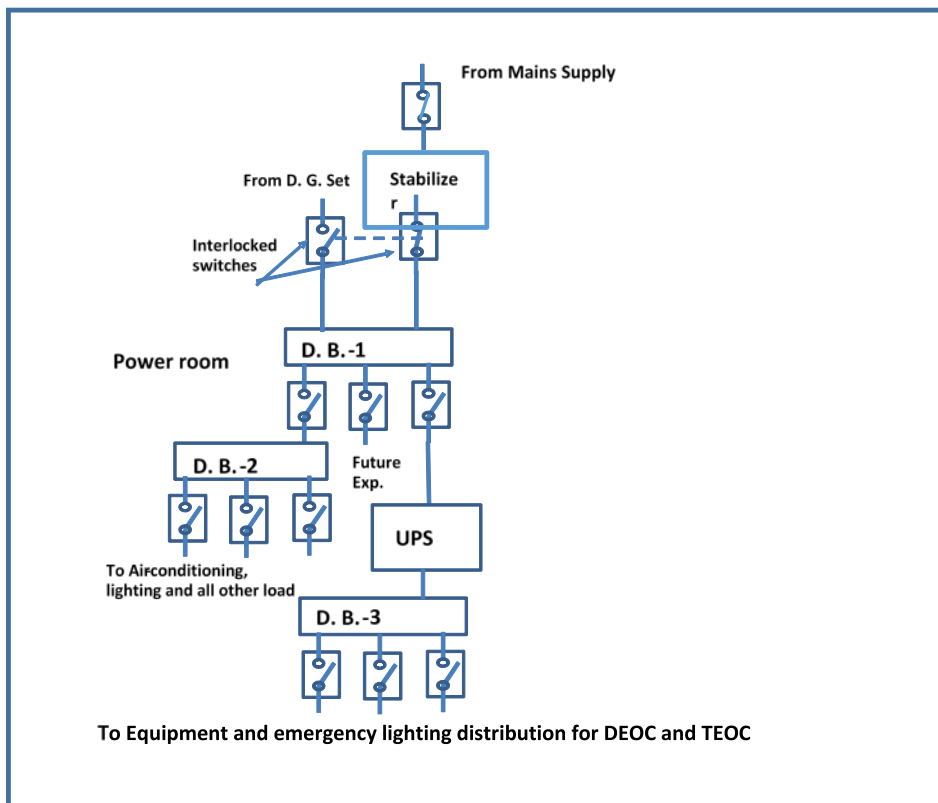 From Mains Supply
From D. G. Set
Stabilize
r
Interlocked
switches
D. B.-1
Power room
D. B.-2
Future
Exp.
UPS
To Airconditioning,
lighting and all other load
D. B.-3
To Equipment and emergency lighting distribution for DEOC and TEOC